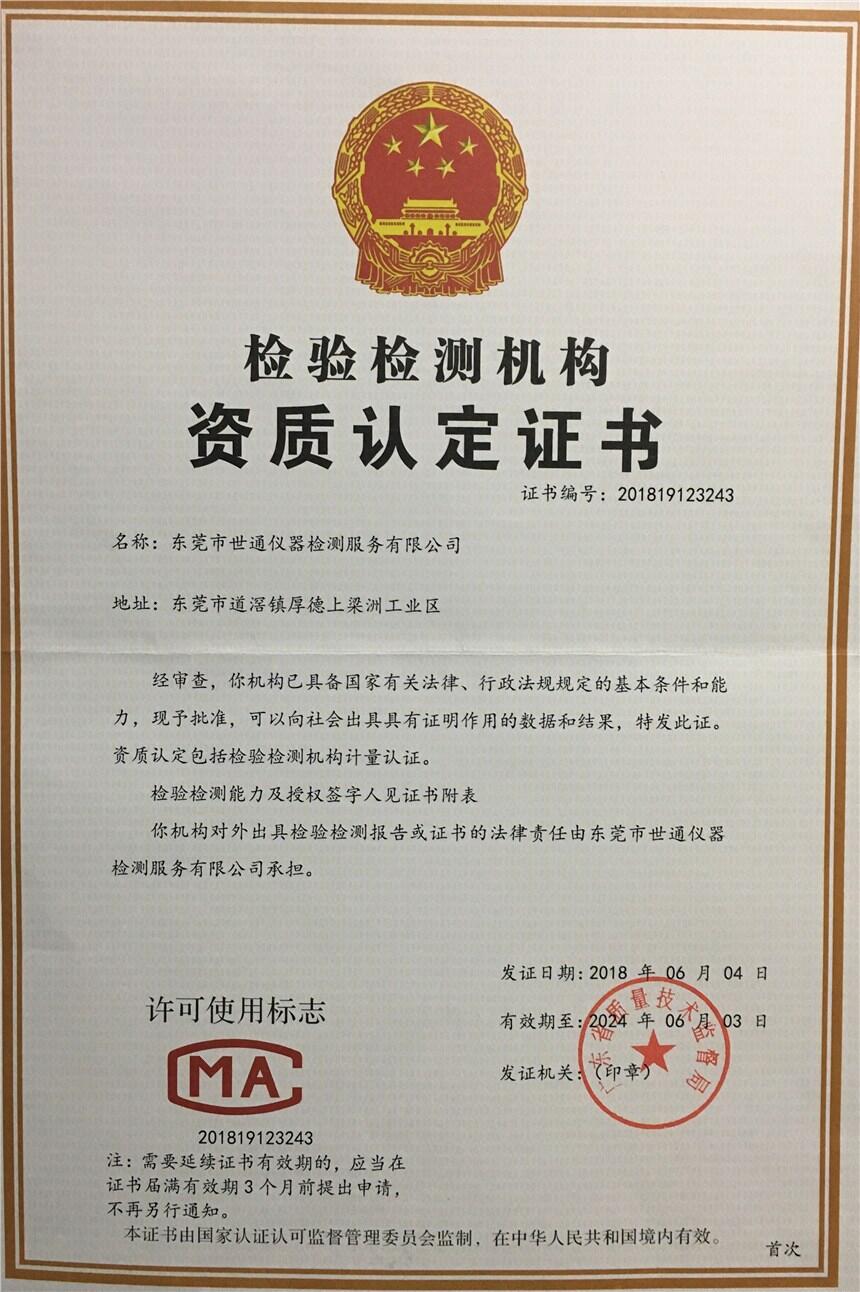 检验检测机构
资质认定证书
证书编号：201819123243
名称：东莞市世通仪器检测服务有限公司
地址：东莞市道滘镇厚德上梁洲工业区
经审查，你机构已具备国家有关法律、行政法规规定的基本条件和能
力，现予批准，可以向社会出具具有证明作用的数据和结果，特发此证。
资质认定包括检验检测机构计量认证。
检验检测能力及授权签字人见证书附表
你机构对外出具检验检测报告或证书的法律责任由东莞市世通仪器
检测服务有限公司承担。
许可使用标志
MA
201819123243
发证日期：2018 年 06 月 04 日
有效期至：2024 年 06 月 03 日
发证机关：（印章）
广东省质量技术监督局
注：需要延续证书有效期的，应当在
证书届满有效期3个月前提出申请，
不再另行通知。
本证书由国家认证认可监督管理委员会监制，在中华人民共和国境内有效。
首次